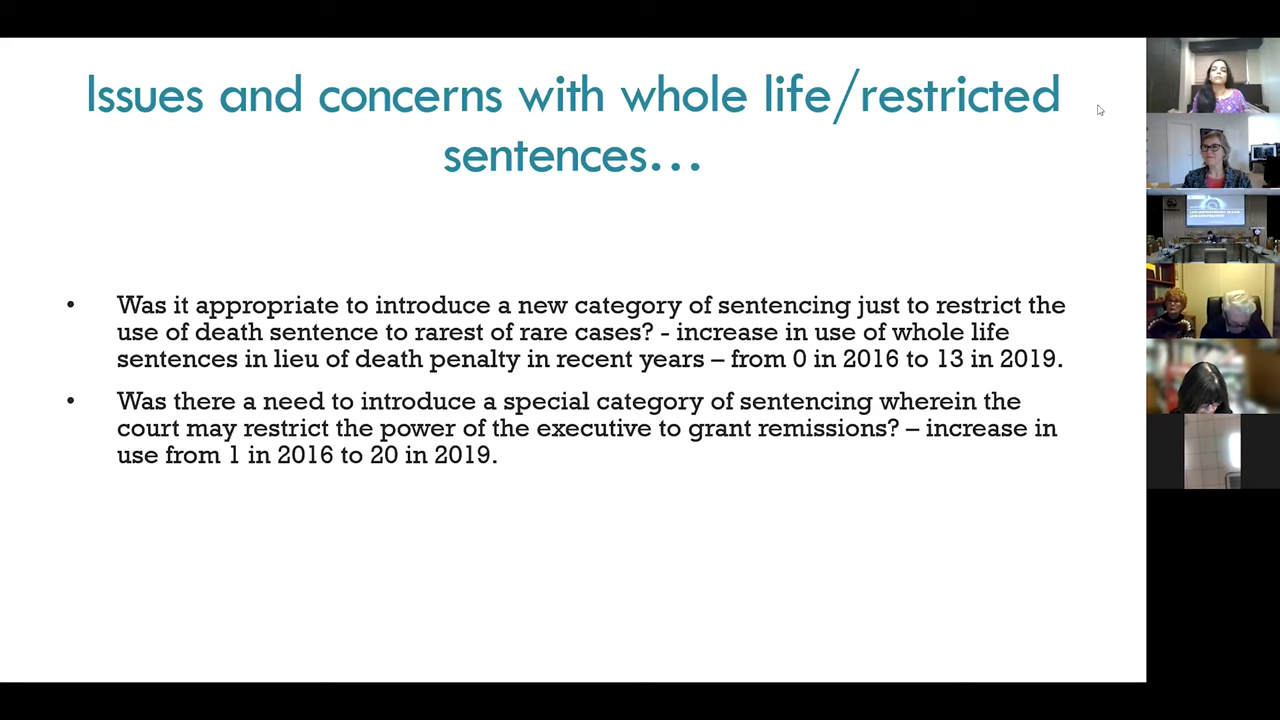 Issues and concerns with whole life/restricted
sentences...
• Was it appropriate to introduce a new category of sentencing just to restrict the
use of death sentence to rarest of rare cases? - increase in use of whole life
sentences in lieu of death penalty in recent years – from 0 in 2016 to 13 in 2019.
• Was there a need to introduce a special category of sentencing wherein the
court may restrict the power of the executive to grant remissions? – increase in
use from 1 in 2016 to 20 in 2019.